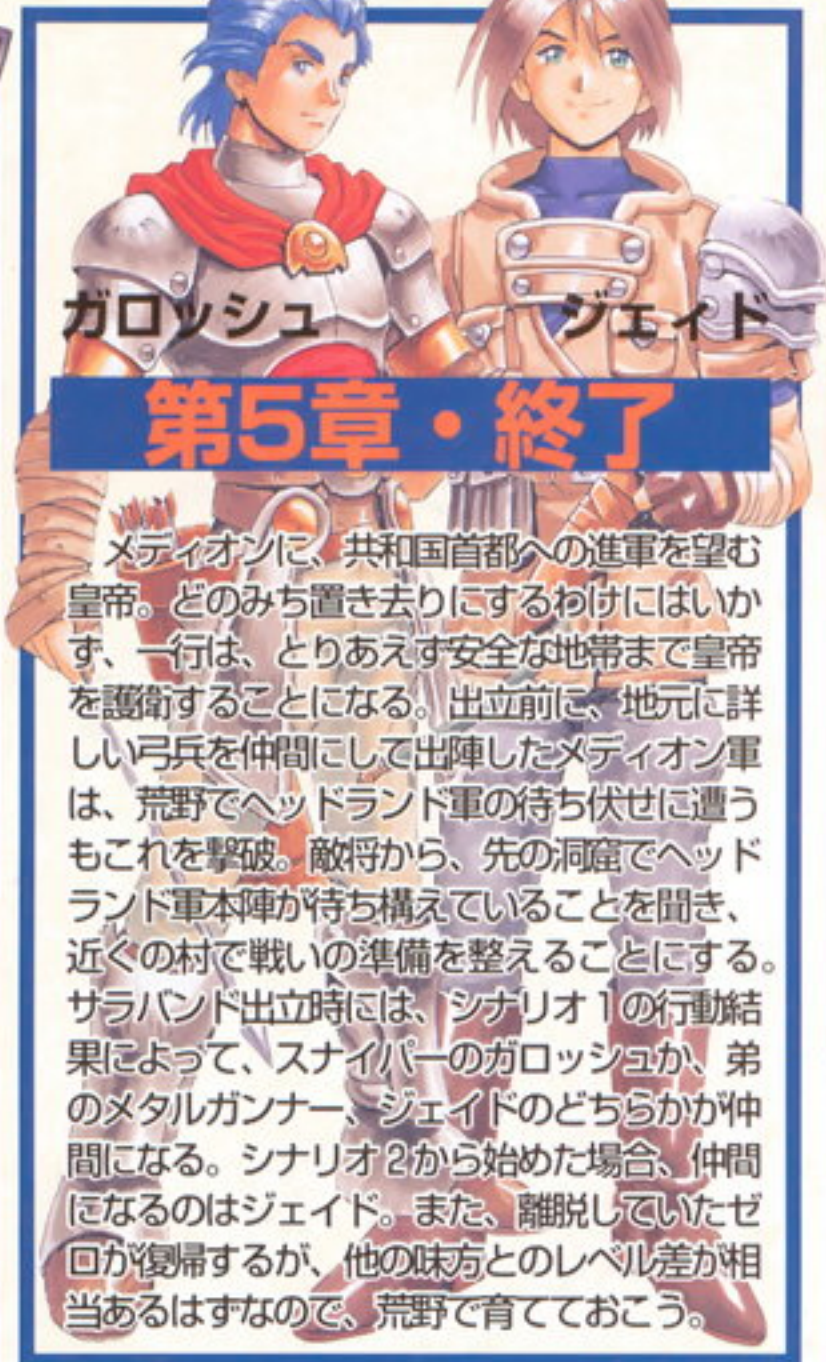 ガロッシュ ジェイド
第5章・終了
メディオンに、共和国首都への進軍を望む
皇帝。どのみち置き去りにするわけにはいか
ず、一行は、とりあえず安全な地帯まで皇帝
を護衛することになる。出立前に、地元に詳
しい弓兵を仲間にして出陣したメディオン軍
は、荒野でヘッドランド軍の待ち伏せに遭う
もこれを撃破。敵将から、先の洞窟でヘッド
ランド軍本陣が待ち構えていることを聞き、
近くの村で戦いの準備を整えることにする。
サラバンド出立時には、シナリオ1の行動結
果によって、スナイパーのガロッシュか、弟
のメタルガンナー、ジェイドのどちらかが仲
間になる。シナリオ2から始めた場合、仲間
になるのはジェイド。また、離脱していたゼ
ロが復帰するが、他の味方とのレベル差が相
当あるはずなので、荒野で育てておこう。